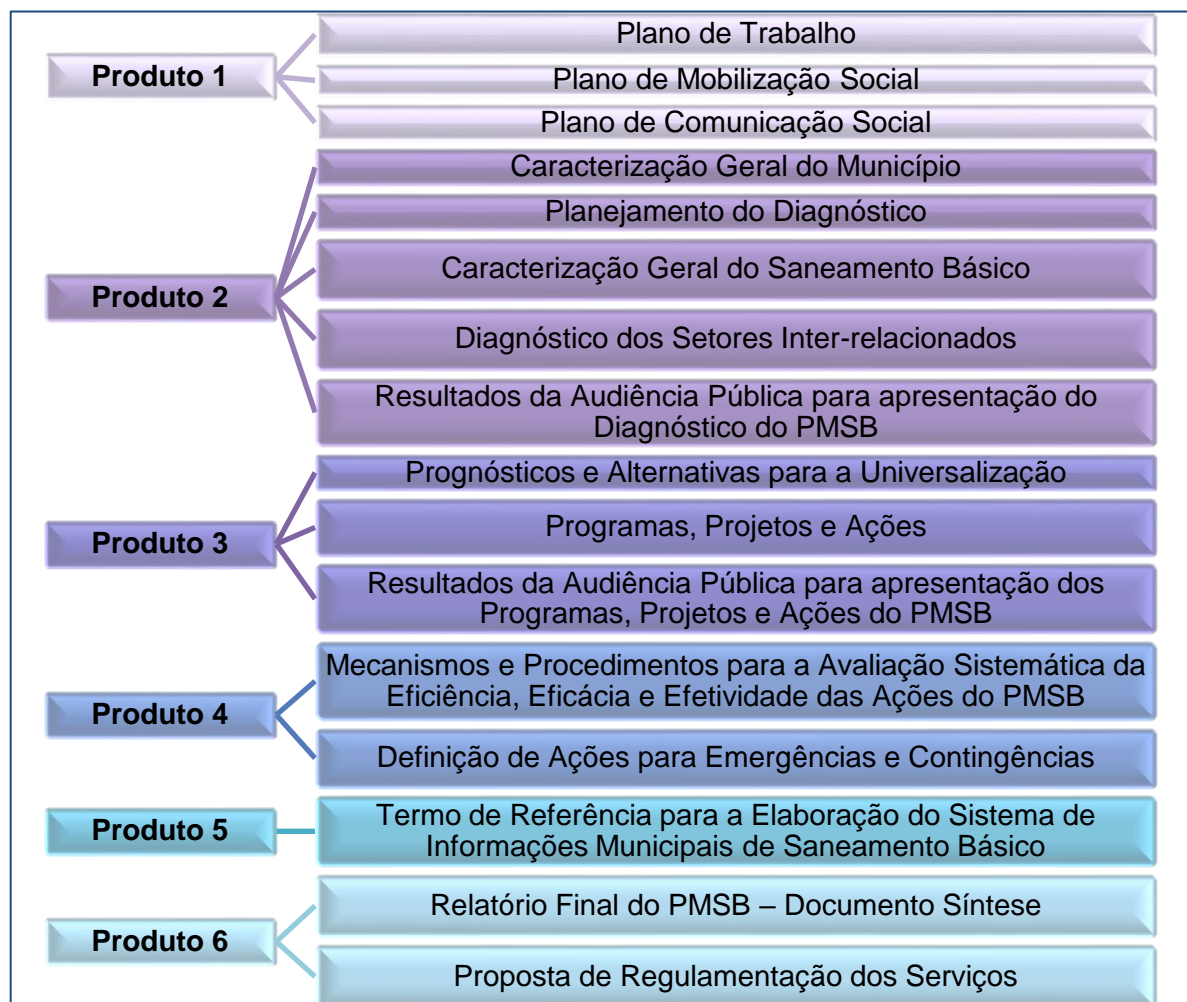 Produto 1
Plano de Trabalho
Plano de Mobilização Social
Plano de Comunicação Social
Produto 2
Caracterização Geral do Município
Planejamento do Diagnóstico
Caracterização Geral do Saneamento Básico
Diagnóstico dos Setores Inter-relacionados
Resultados da Audiência Pública para apresentação do
Diagnóstico do PMSB
Produto 3
Prognósticos e Alternativas para a Universalização
Programas, Projetos e Ações
Resultados da Audiência Pública para apresentação dos
Programas, Projetos e Ações do PMSB
Produto 4
Mecanismos e Procedimentos para a Avaliação Sistemática da
Eficiência, Eficácia e Efetividade das Ações do PMSB
Definição de Ações para Emergências e Contingências
Produto 5
Termo de Referência para a Elaboração do Sistema de
Informações Municipais de Saneamento Básico
Produto 6
Relatório Final do PMSB – Documento Síntese
Proposta de Regulamentação dos Serviços